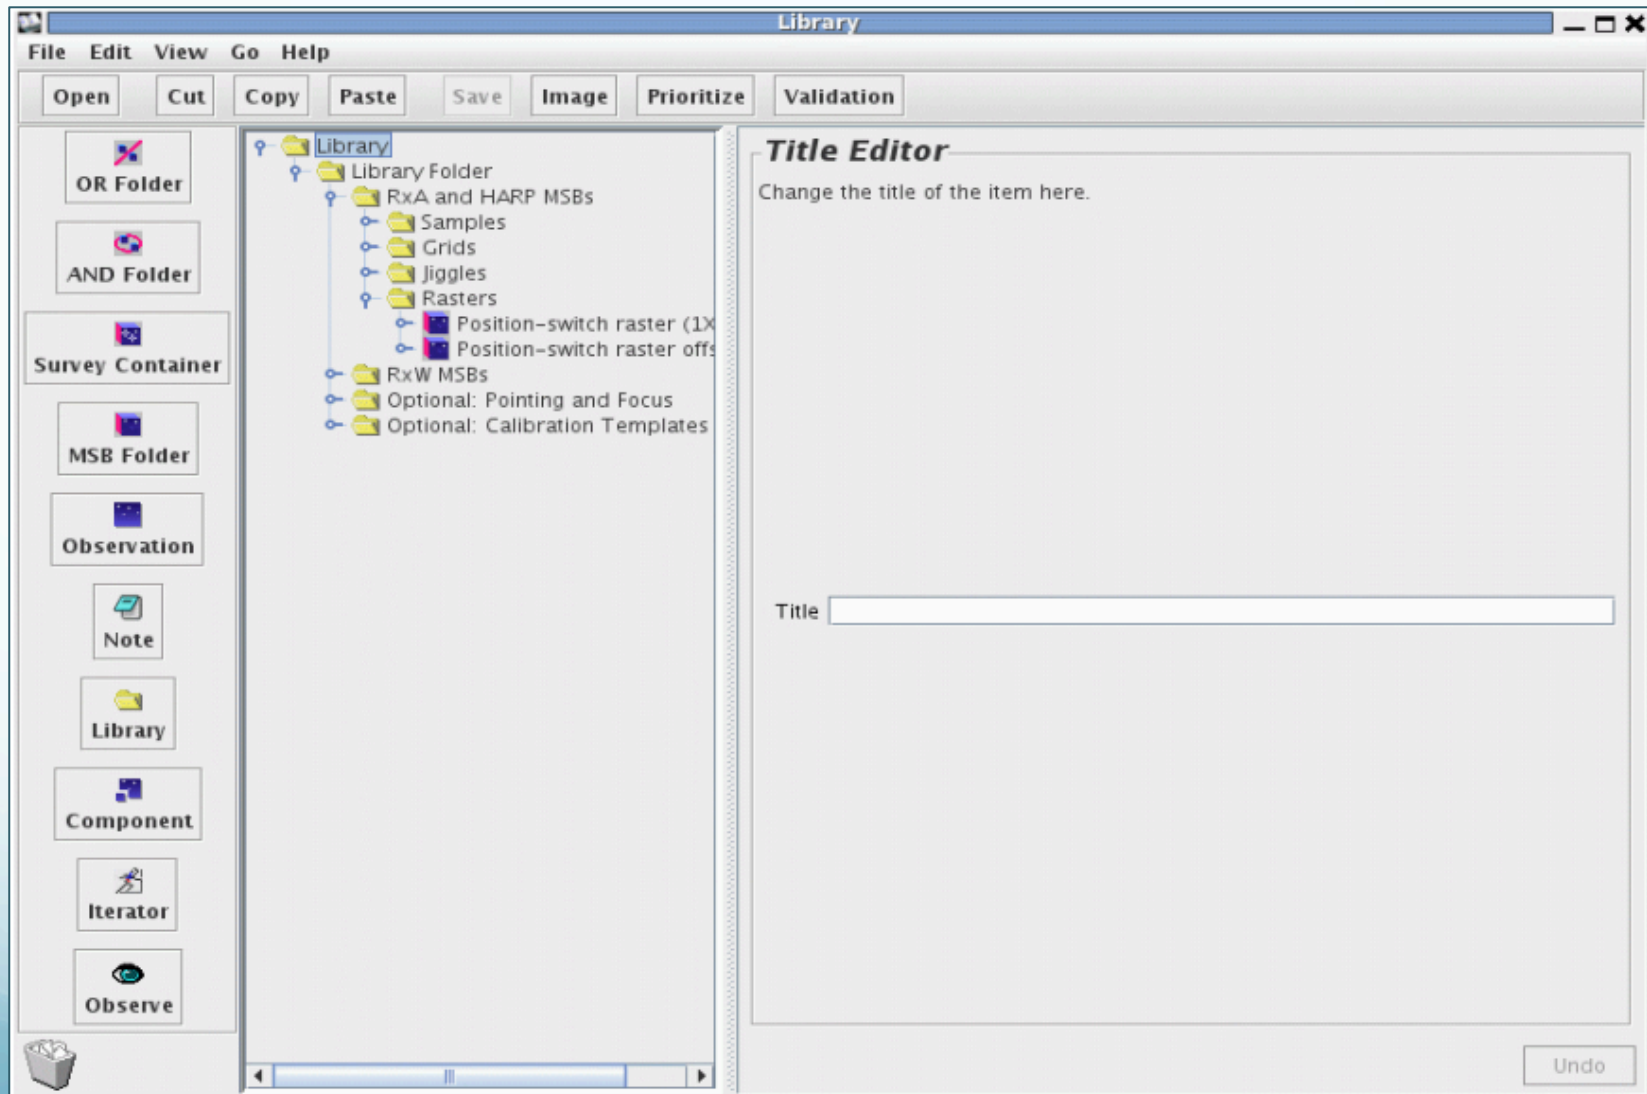 Library
File Edit View Go Help
Open Cut Copy Paste Save Image Prioritize Validation
OR Folder
AND Folder
Survey Container
MSB Folder
Observation
Note
Library
Component
Iterator
Observe
Library
Library Folder
RxA and HARP MSBs
Samples
Grids
Jiggles
Rasters
Position-switch raster (1X
Position-switch raster offs
RxW MSBs
Optional: Pointing and Focus
Optional: Calibration Templates
Title Editor
Change the title of the item here.
Title
Undo